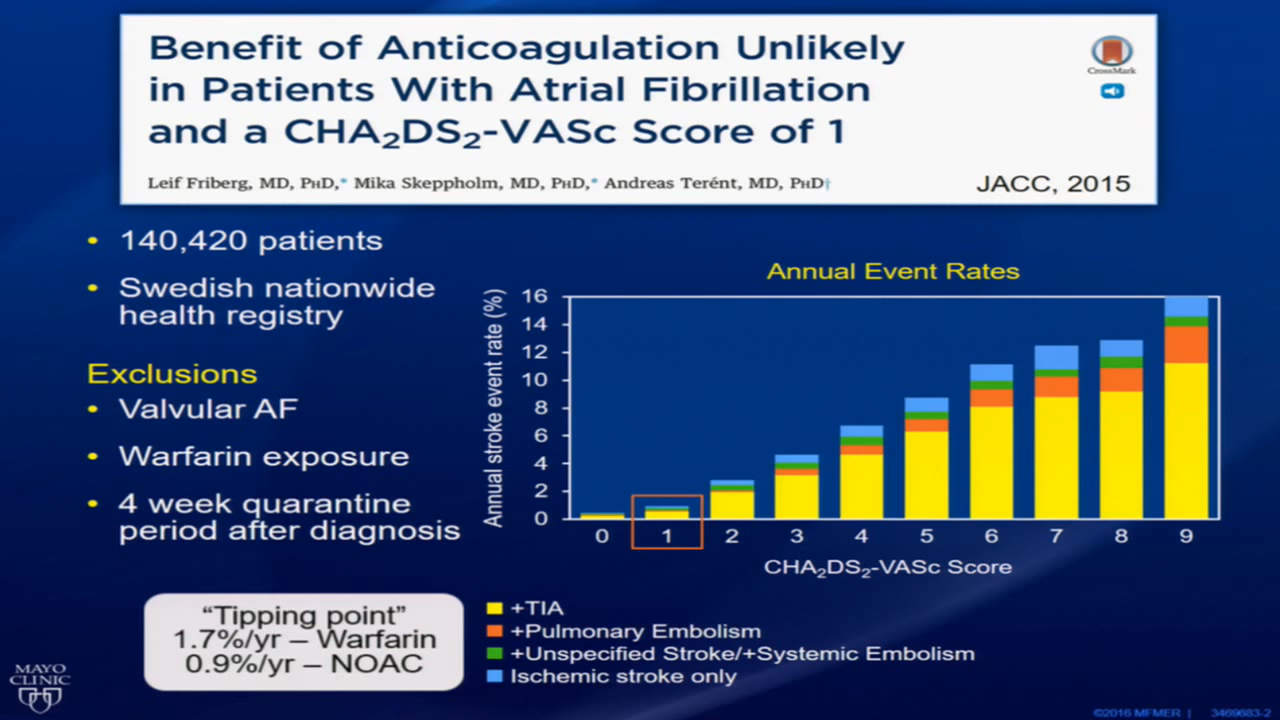 Benefit of Anticoagulation Unlikely
in Patients With Atrial Fibrillation
and a CHA₂DS₂-VASc Score of 1
CrossMark
Leif Friberg, MD, PhD,* Mika Skeppholm, MD, PhD,* Andreas Terént, MD, PhD†
JACC, 2015
• 140,420 patients
• Swedish nationwide
health registry
Exclusions
• Valvular AF
• Warfarin exposure
• 4 week quarantine
period after diagnosis
"Tipping point"
1.7%/yr – Warfarin
0.9%/yr – NOAC
Annual Event Rates
Annual stroke event rate (%)
16
14
12
10
8
6
4
2
0
0 1 2 3 4 5 6 7 8 9
CHA₂DS₂-VASc Score
+TIA
+Pulmonary Embolism
+Unspecified Stroke/+Systemic Embolism
Ischemic stroke only
MAYO
CLINIC
©2016 MFMER | 3469683-2